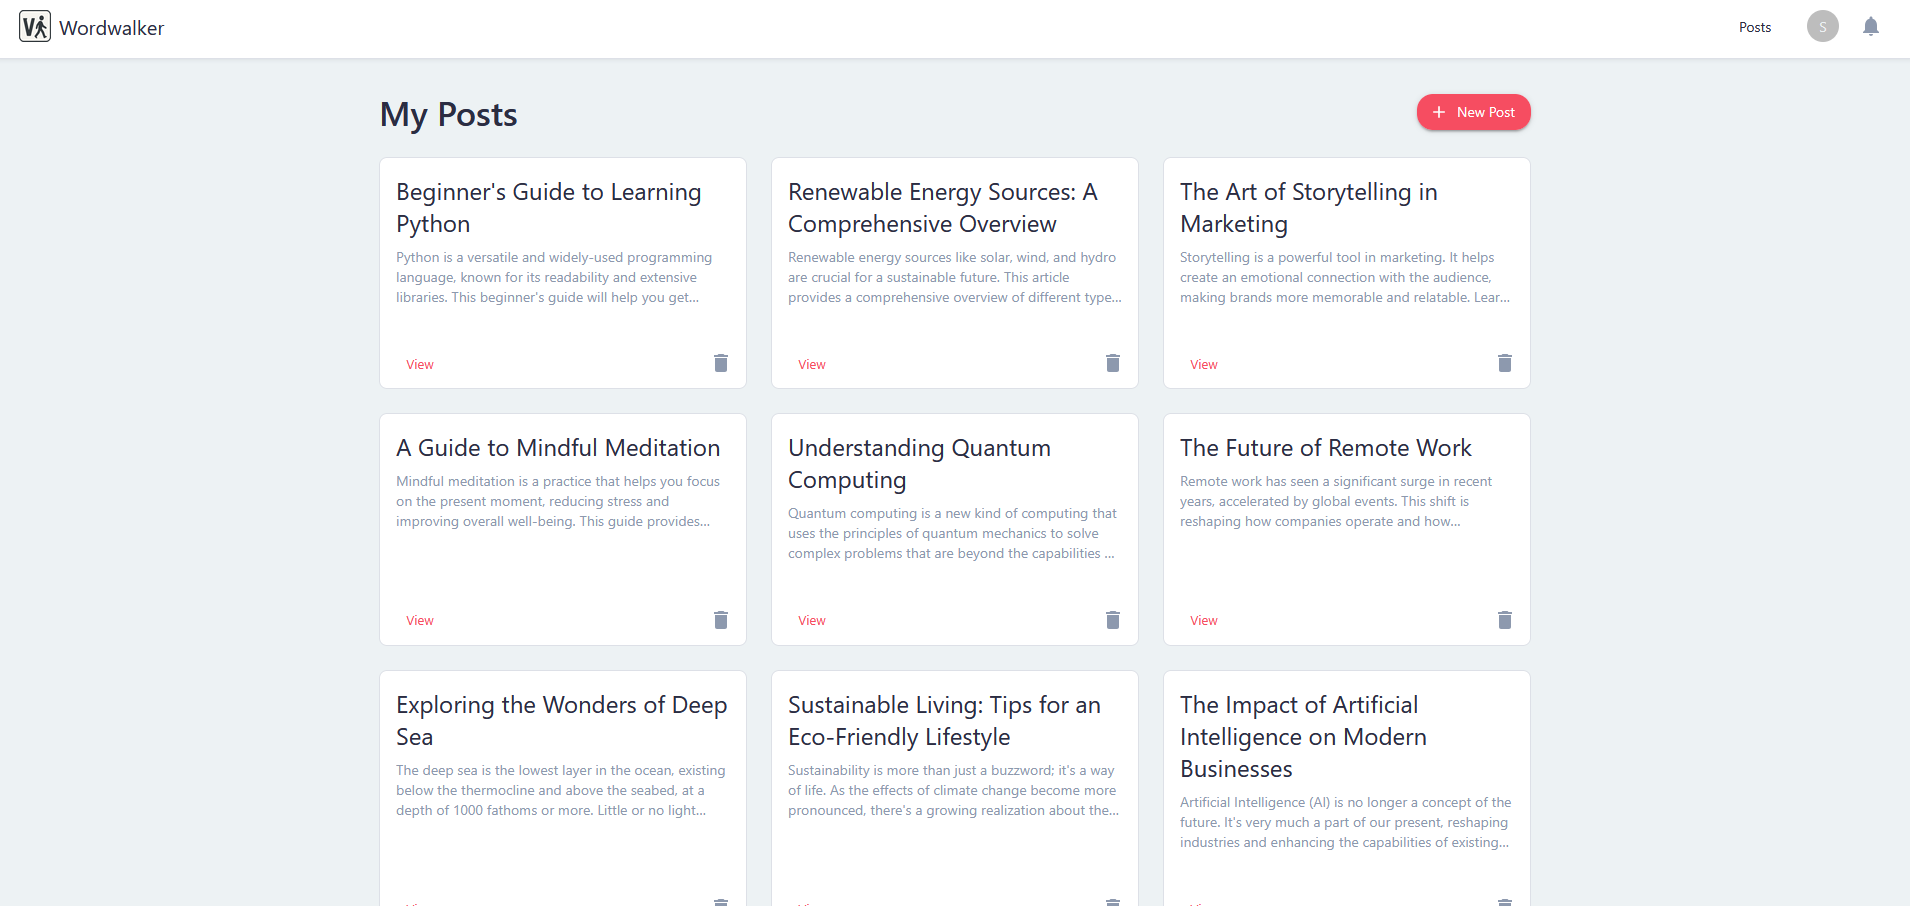 Wordwalker
Posts
S
My Posts
New Post
Beginner's Guide to Learning
Python
Python is a versatile and widely-used programming
language, known for its readability and extensive
libraries. This beginner's guide will help you get...
View
Renewable Energy Sources: A
Comprehensive Overview
Renewable energy sources like solar, wind, and hydro
are crucial for a sustainable future. This article
provides a comprehensive overview of different type...
View
The Art of Storytelling in
Marketing
Storytelling is a powerful tool in marketing. It helps
create an emotional connection with the audience,
making brands more memorable and relatable. Lear...
View
A Guide to Mindful Meditation
Mindful meditation is a practice that helps you focus
on the present moment, reducing stress and
improving overall well-being. This guide provides...
View
Understanding Quantum
Computing
Quantum computing is a new kind of computing that
uses the principles of quantum mechanics to solve
complex problems that are beyond the capabilities ...
View
The Future of Remote Work
Remote work has seen a significant surge in recent
years, accelerated by global events. This shift is
reshaping how companies operate and how...
View
Exploring the Wonders of Deep
Sea
The deep sea is the lowest layer in the ocean, existing
below the thermocline and above the seabed, at a
depth of 1000 fathoms or more. Little or no light...
Sustainable Living: Tips for an
Eco-Friendly Lifestyle
Sustainability is more than just a buzzword; it's a way
of life. As the effects of climate change become more
pronounced, there's a growing realization about the...
The Impact of Artificial
Intelligence on Modern
Businesses
Artificial Intelligence (AI) is no longer a concept of the
future. It's very much a part of our present, reshaping
industries and enhancing the capabilities of existing...